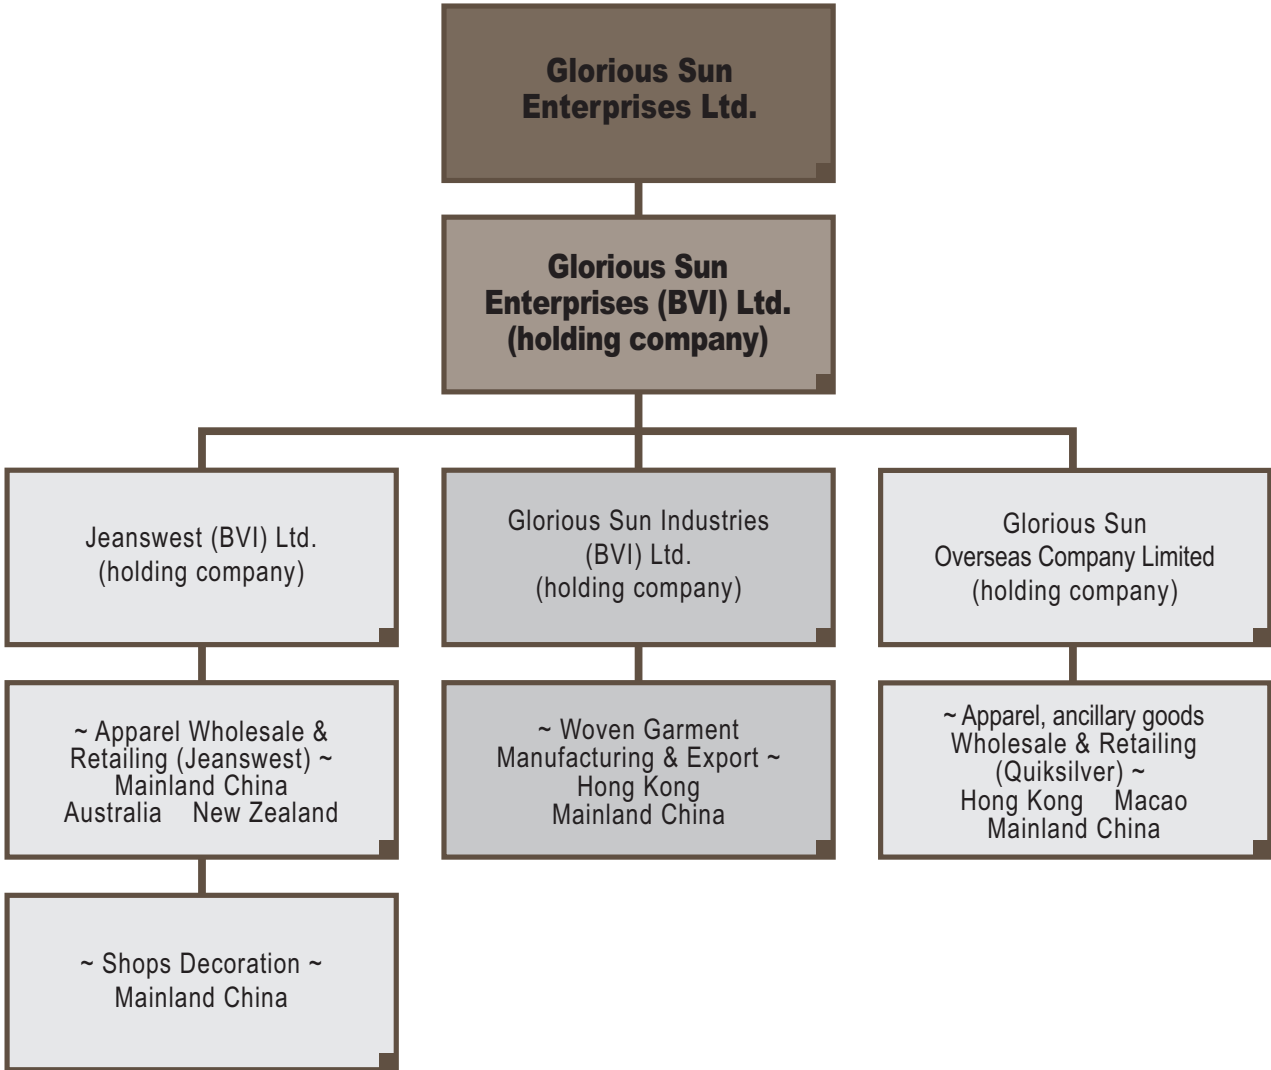 Glorious Sun
Enterprises Ltd.
Glorious Sun
Enterprises (BVI) Ltd.
(holding company)
Jeanswest (BVI) Ltd.
(holding company)
Glorious Sun Industries
(BVI) Ltd.
(holding company)
Glorious Sun
Overseas Company Limited
(holding company)
~ Apparel Wholesale &
Retailing (Jeanswest) ~
Mainland China
Australia New Zealand
~ Woven Garment
Manufacturing & Export ~
Hong Kong
Mainland China
~ Apparel, ancillary goods
Wholesale & Retailing
(Quiksilver) ~
Hong Kong Macao
Mainland China
~ Shops Decoration ~
Mainland China